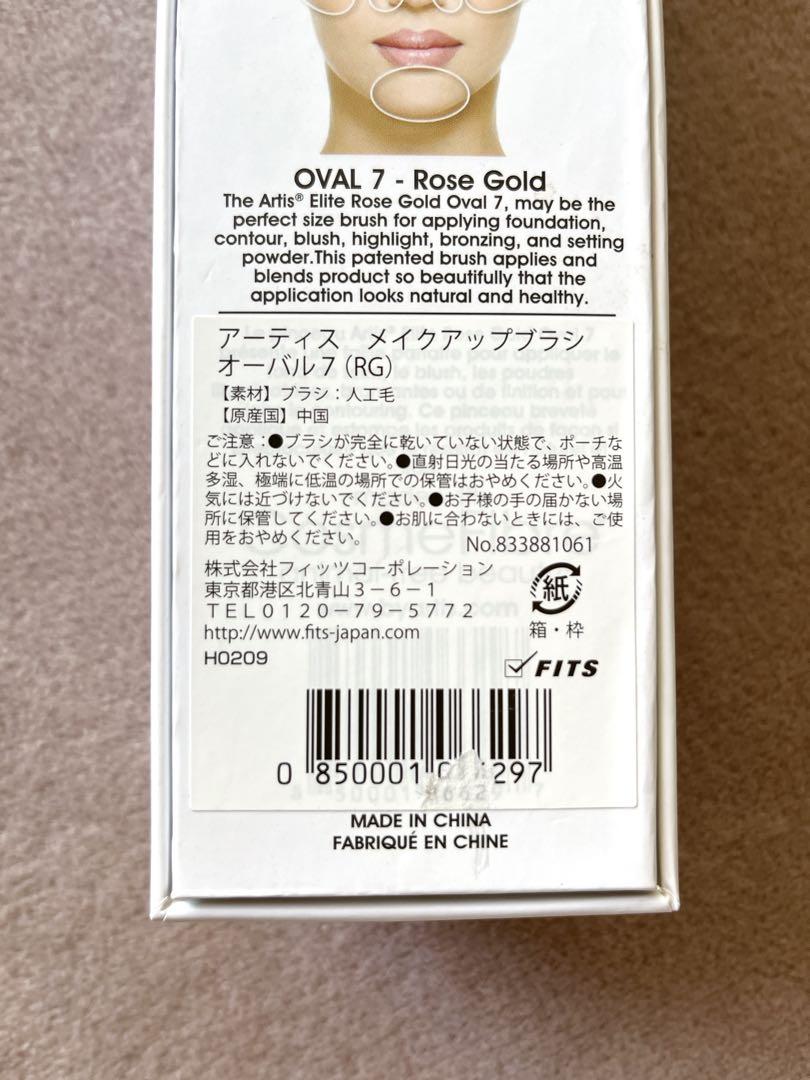 OVAL 7 - Rose Gold
The Artis® Elite Rose Gold Oval 7, may be the
perfect size brush for applying foundation,
contour, blush, highlight, bronzing, and setting
powder.This patented brush applies and
blends product so beautifully that the
application looks natural and healthy.
アーティス　メイクアップブラシ
オーバル７（RG）
【素材】ブラシ：人工毛
【原産国】中国
ご注意：●ブラシが完全に乾いていない状態で、ポーチな
どに入れないでください。●直射日光の当たる場所や高温
多湿、極端に低温の場所での保管はおやめください。●火
気には近づけないでください。●お子様の手の届かない場
所に保管してください。●お肌に合わないときには、ご使
用をおやめください。
No.833881061
株式会社フィッツコーポレーション
東京都港区北青山３－６－１
ＴＥＬ０１２０－７９－５７７２
http://www.fits-japan.com
紙
箱・枠
H0209
FITS
0 850001 297
MADE IN CHINA
FABRIQUÉ EN CHINE